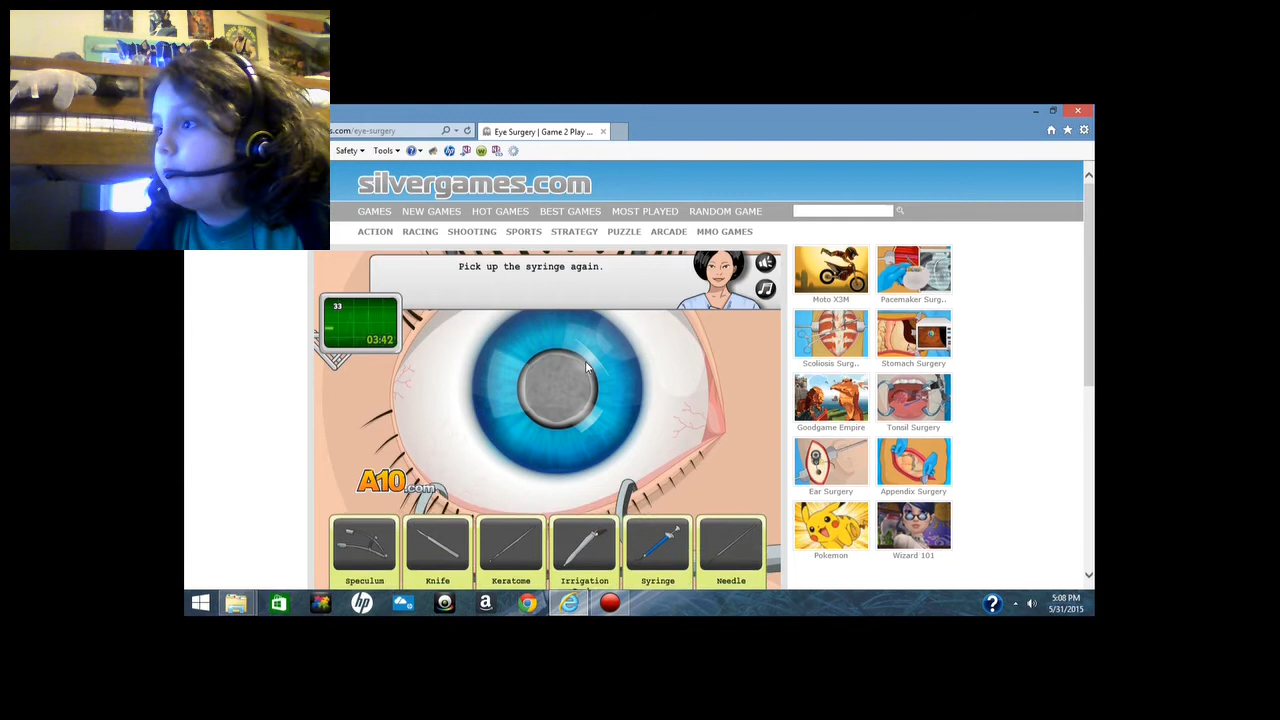 s.com/eye-surgery
Eye Surgery | Game 2 Play ...
Safety
Tools
silvergames.com
GAMES NEW GAMES HOT GAMES BEST GAMES MOST PLAYED RANDOM GAME
ACTION RACING SHOOTING SPORTS STRATEGY PUZZLE ARCADE MMO GAMES
Pick up the syringe again.
33
03:42
A10.com
Speculum Knife Keratome Irrigation Syringe Needle
Moto X3M Pacemaker Surg..
Scoliosis Surg.. Stomach Surgery
Goodgame Empire Tonsil Surgery
Ear Surgery Appendix Surgery
Pokemon Wizard 101
hp
a
?
5:08 PM
5/31/2015